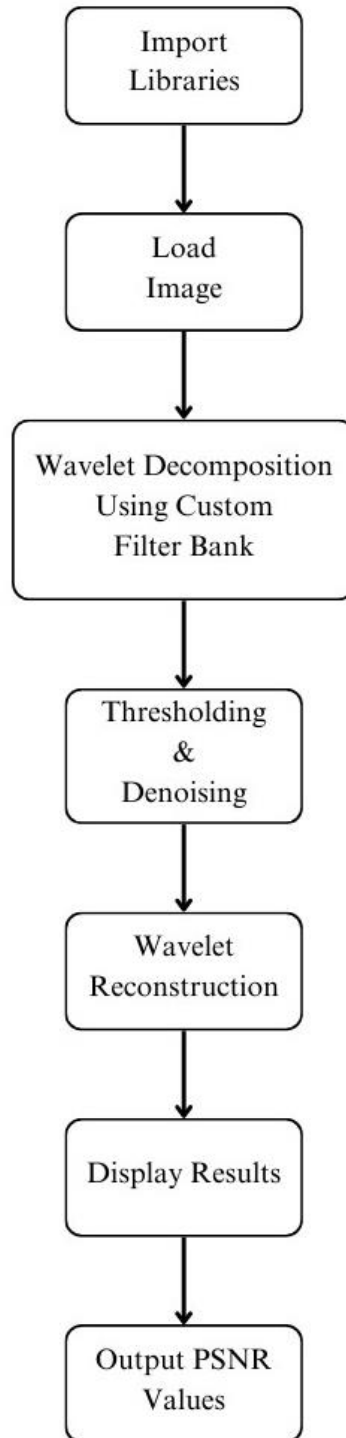 Import
Libraries
Load
Image
Wavelet Decomposition
Using Custom
Filter Bank
Thresholding
&
Denoising
Wavelet
Reconstruction
Display Results
Output PSNR
Values